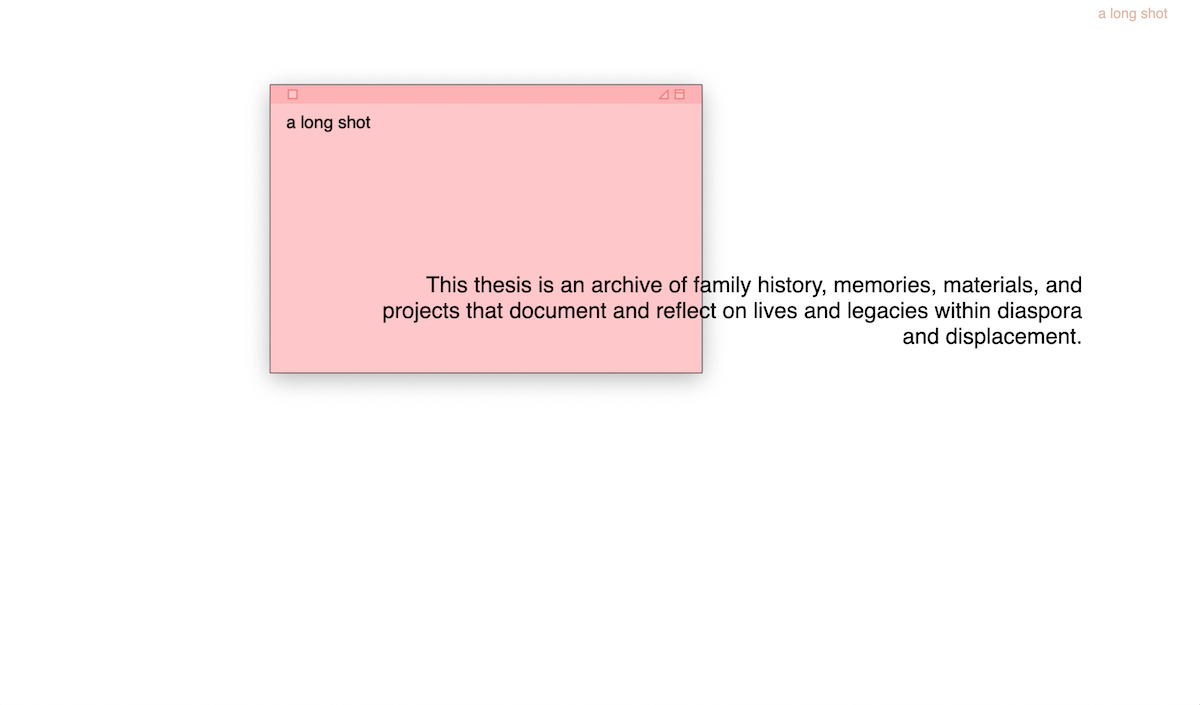 a long shot
a long shot
This thesis is an archive of family history, memories, materials, and
projects that document and reflect on lives and legacies within diaspora
and displacement.